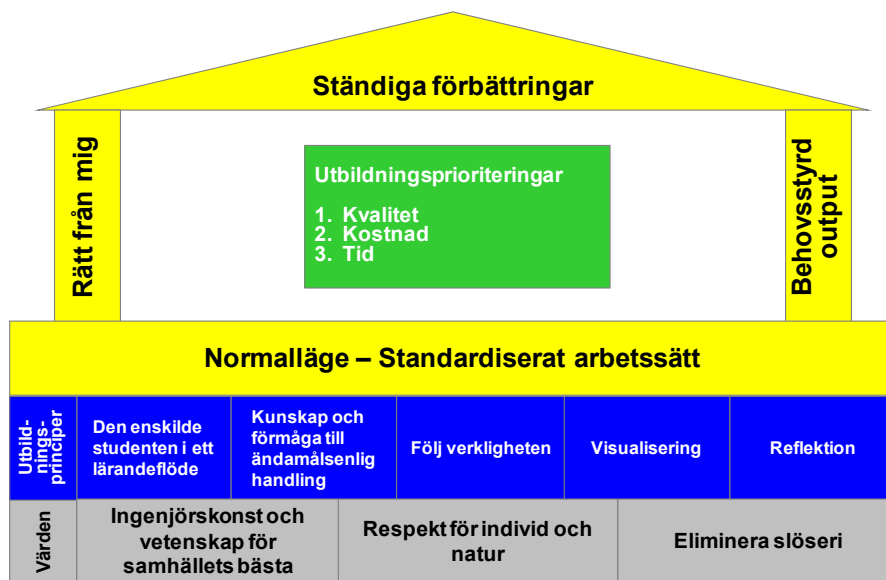 Ständiga förbättringar
Rätt från mig
Utbildningsprioriteringar
1. Kvalitet
2. Kostnad
3. Tid
Behovsstyrd
output
Normalläge – Standardiserat arbetssätt
Utbild-
nings-
principer
Den enskilde
studenten i ett
lärandeflöde
Kunskap och
förmåga till
ändamålsenlig
handling
Följ verkligheten
Visualisering
Reflektion
Värden
Ingenjörskonst och
vetenskap för
samhällets bästa
Respekt för individ och
natur
Eliminera slöseri